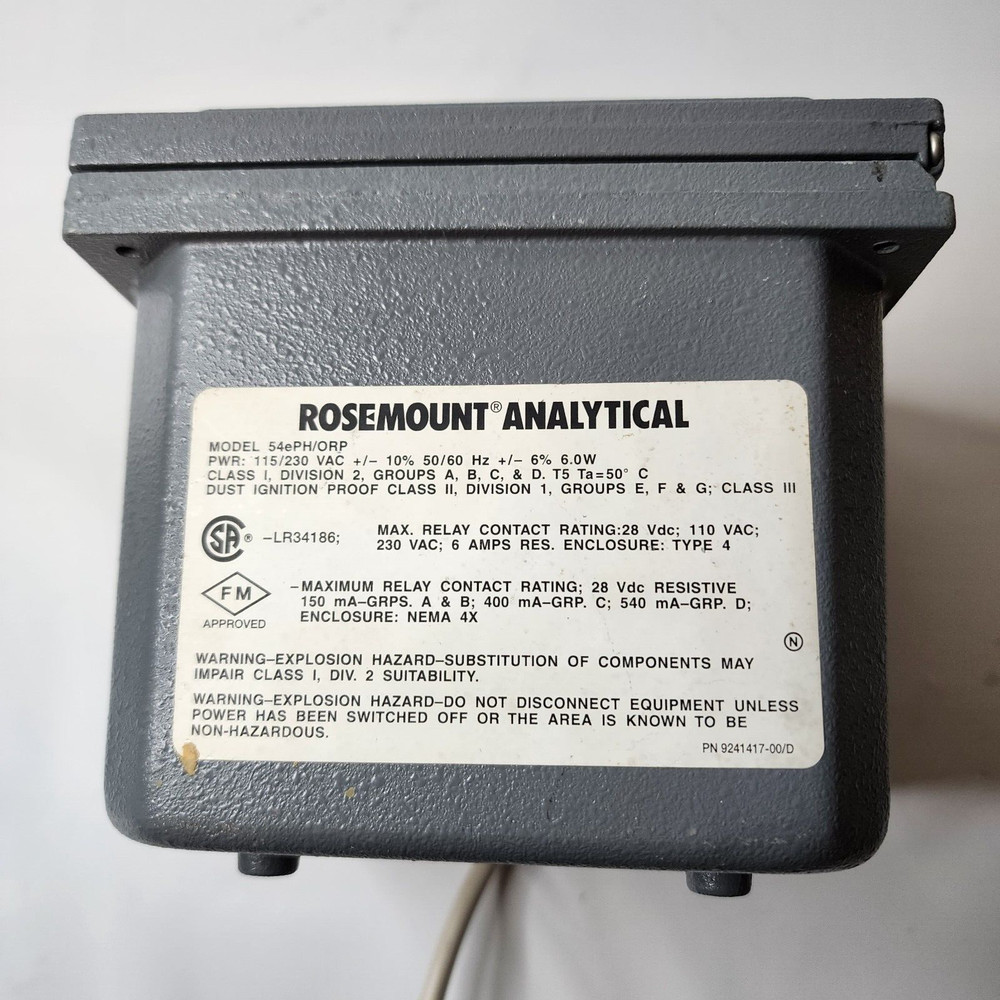 ROSEMOUNT® ANALYTICAL
MODEL 54ePH/ORP
PWR: 115/230 VAC +/- 10% 50/60 Hz +/- 6% 6.0W
CLASS I, DIVISION 2, GROUPS A, B, C, & D. T5 Ta=50° C
DUST IGNITION PROOF CLASS II, DIVISION 1, GROUPS E, F & G; CLASS III
SA® -LR34186; MAX. RELAY CONTACT RATING:28 Vdc; 110 VAC;
230 VAC; 6 AMPS RES. ENCLOSURE: TYPE 4
FM
APPROVED
-MAXIMUM RELAY CONTACT RATING; 28 Vdc RESISTIVE
150 mA-GRPS. A & B; 400 mA-GRP. C; 540 mA-GRP. D;
ENCLOSURE: NEMA 4X
N
WARNING-EXPLOSION HAZARD-SUBSTITUTION OF COMPONENTS MAY
IMPAIR CLASS I, DIV. 2 SUITABILITY.
WARNING-EXPLOSION HAZARD-DO NOT DISCONNECT EQUIPMENT UNLESS
POWER HAS BEEN SWITCHED OFF OR THE AREA IS KNOWN TO BE
NON-HAZARDOUS.
PN 9241417-00/D